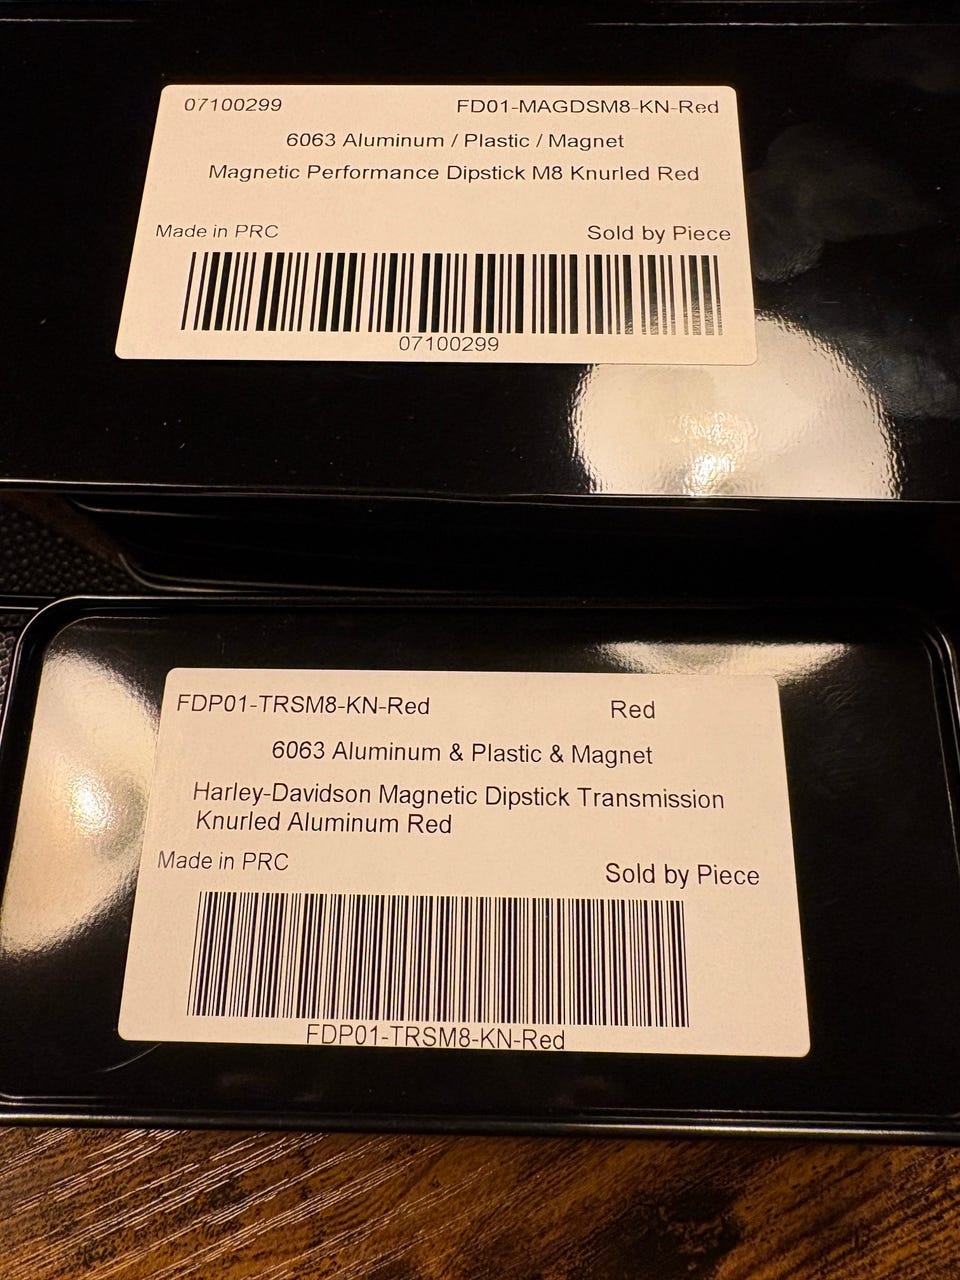 07100299 FD01-MAGDSM8-KN-Red
6063 Aluminum / Plastic / Magnet
Magnetic Performance Dipstick M8 Knurled Red
Made in PRC Sold by Piece
07100299
FDP01-TRSM8-KN-Red Red
6063 Aluminum & Plastic & Magnet
Harley-Davidson Magnetic Dipstick Transmission
Knurled Aluminum Red
Made in PRC Sold by Piece
FDP01-TRSM8-KN-Red